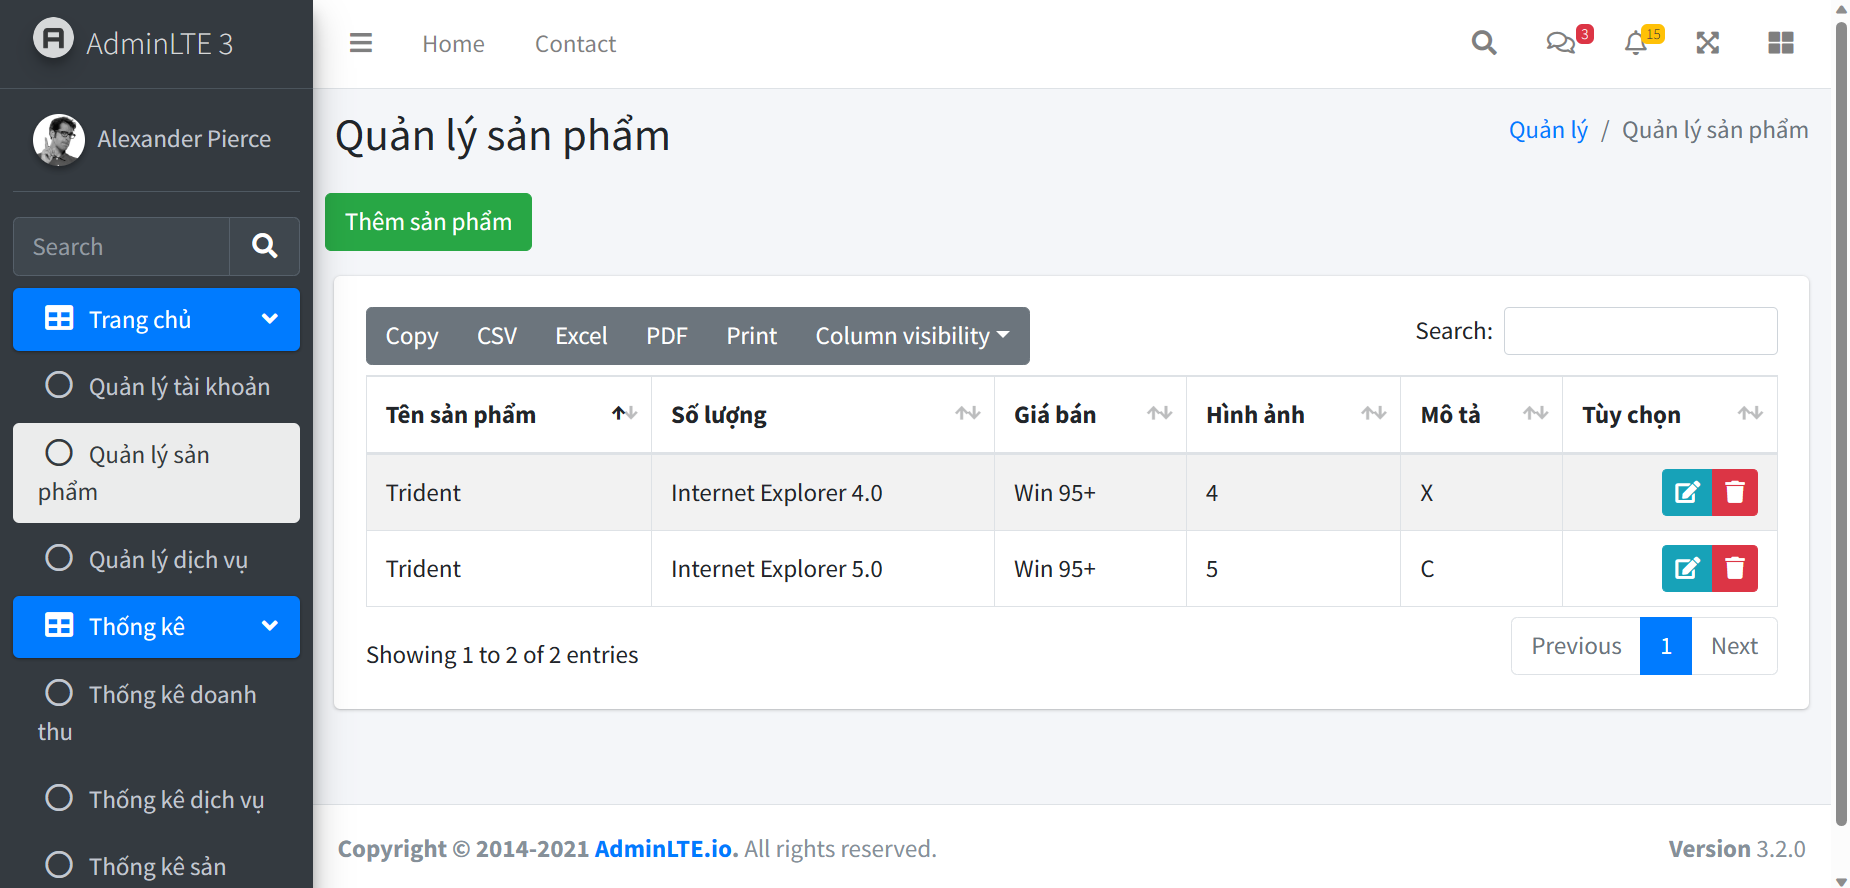 AdminLTE 3
Home
Contact
3
15
Alexander Pierce
Search
Trang chủ
Quản lý tài khoản
Quản lý sản
phẩm
Quản lý dịch vụ
Thống kê
Thống kê doanh
thu
Thống kê dịch vụ
Thống kê sản
Quản lý sản phẩm
Quản lý / Quản lý sản phẩm
Thêm sản phẩm
Copy CSV Excel PDF Print Column visibility
Search:
Tên sản phẩm Số lượng Giá bán Hình ảnh Mô tả Tùy chọn
Trident Internet Explorer 4.0 Win 95+ 4 X
Trident Internet Explorer 5.0 Win 95+ 5 C
Showing 1 to 2 of 2 entries
Previous 1 Next
Copyright © 2014-2021 AdminLTE.io. All rights reserved.
Version 3.2.0